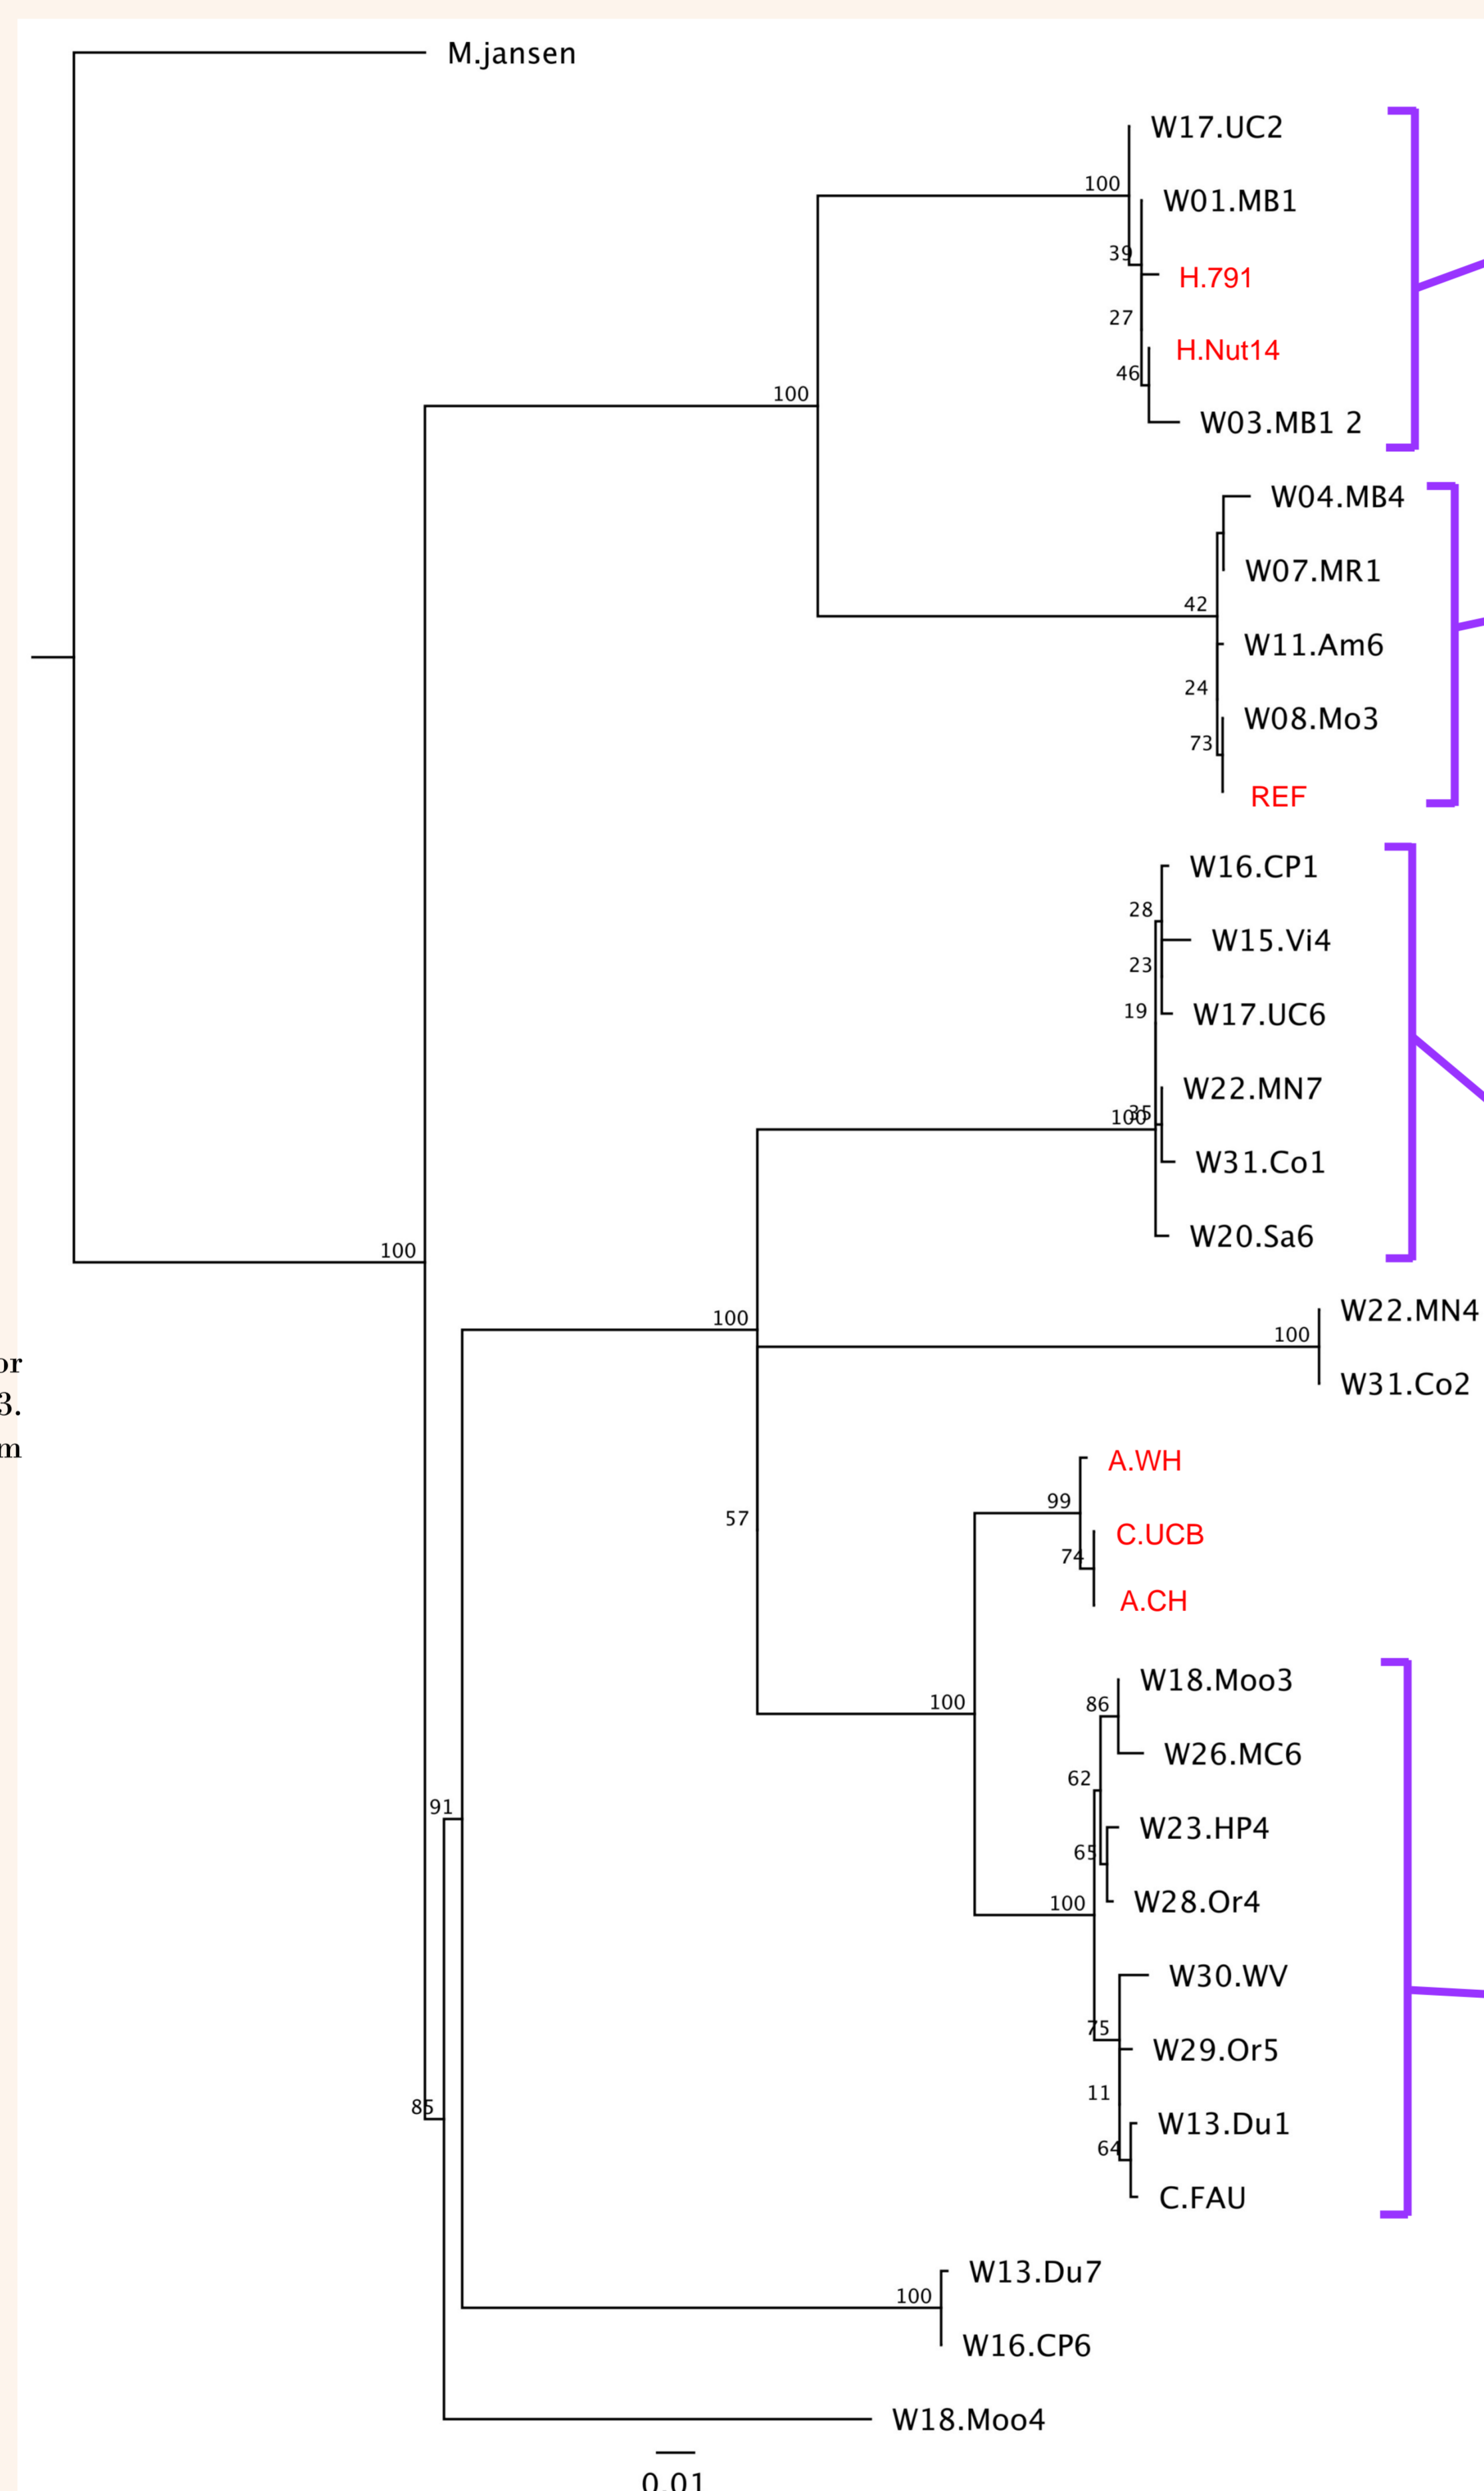 M.jansen
W17.UC2
100
W01.MB1
39
H.791
27
H.Nut14
46
100
W03.MB1 2
W04.MB4
W07.MR1
42
W11.Am6
24
W08.Mo3
73
REF
W16.CP1
28
W15.Vi4
23
19
W17.UC6
W22.MN7
35
100
W31.Co1
W20.Sa6
100
W22.MN4
100
100
or
W31.Co2
3.
m
A.WH
99
57
C.UCB
74
A.CH
W18.Moo3
100
86
W26.MC6
62
91
W23.HP4
65
W28.Or4
100
W30.WV
75
W29.Or5
11
85
W13.Du1
64
C.FAU
W13.Du7
100
W16.CP6
W18.Moo4
0.01